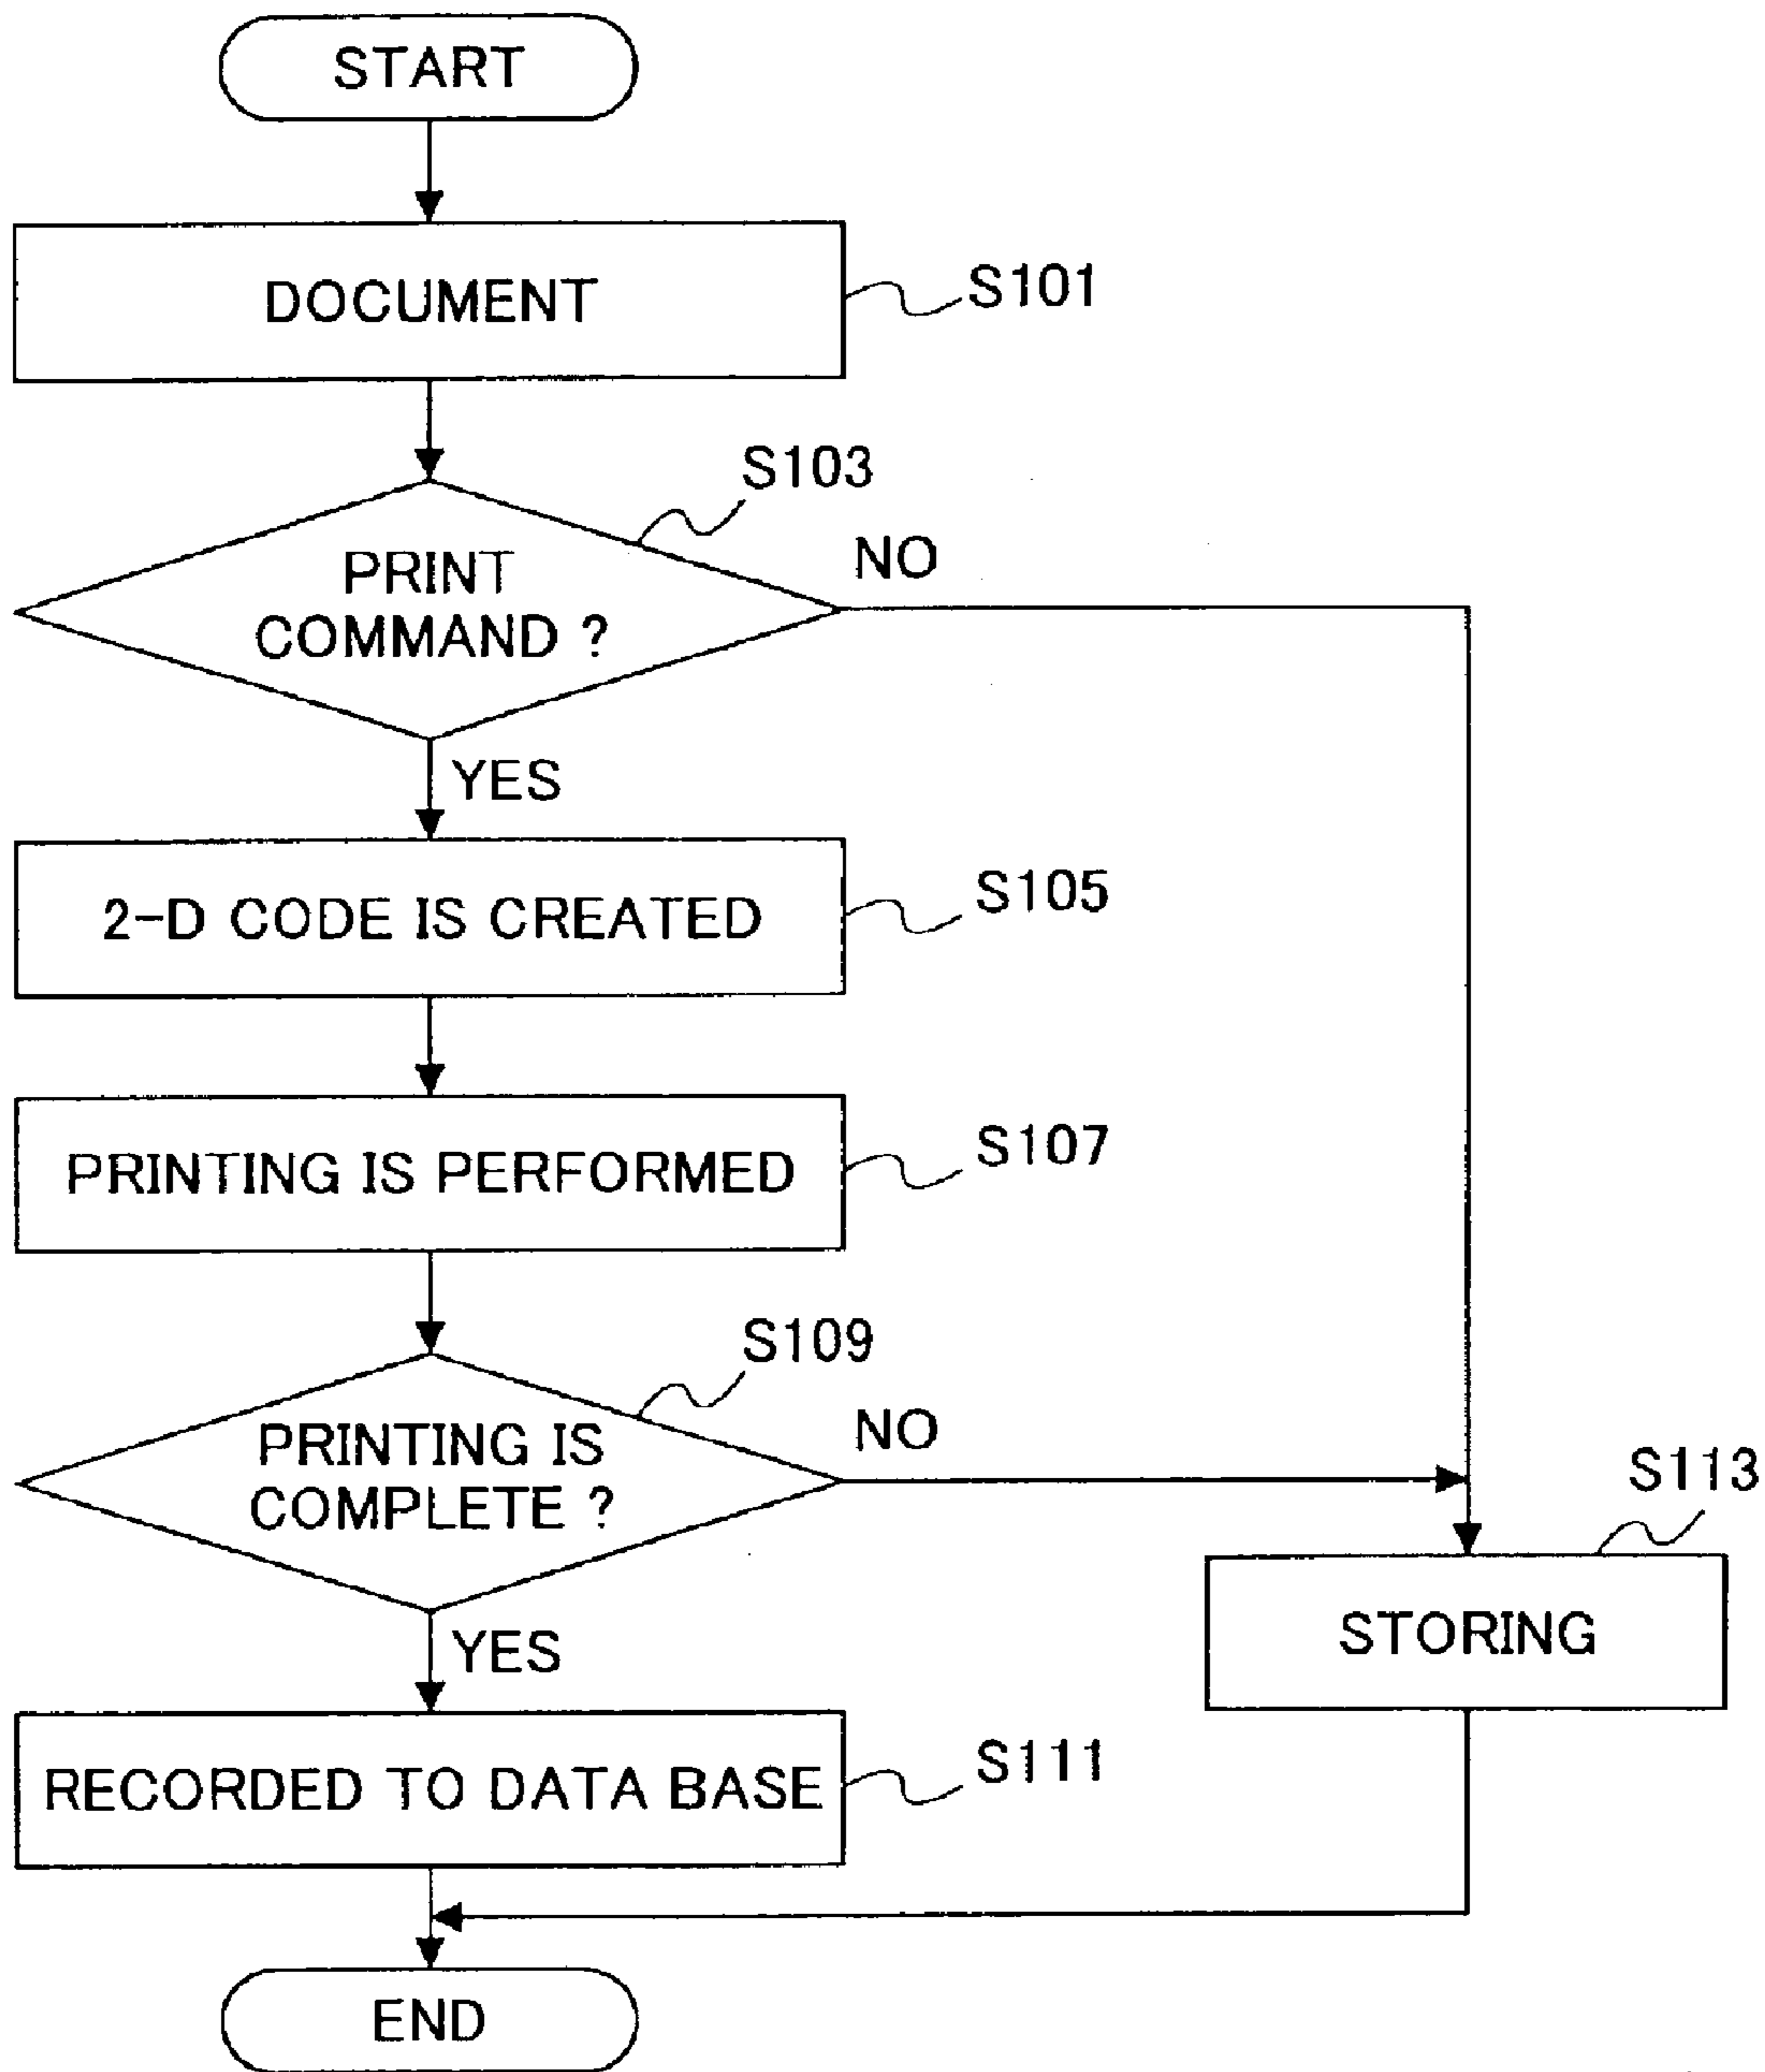 START
DOCUMENT
S101
S103
PRINT
COMMAND ?
NO
YES
2-D CODE IS CREATED
S105
PRINTING IS PERFORMED
S107
S109
PRINTING IS
COMPLETE ?
NO
S113
STORING
YES
RECORDED TO DATA BASE
S111
END